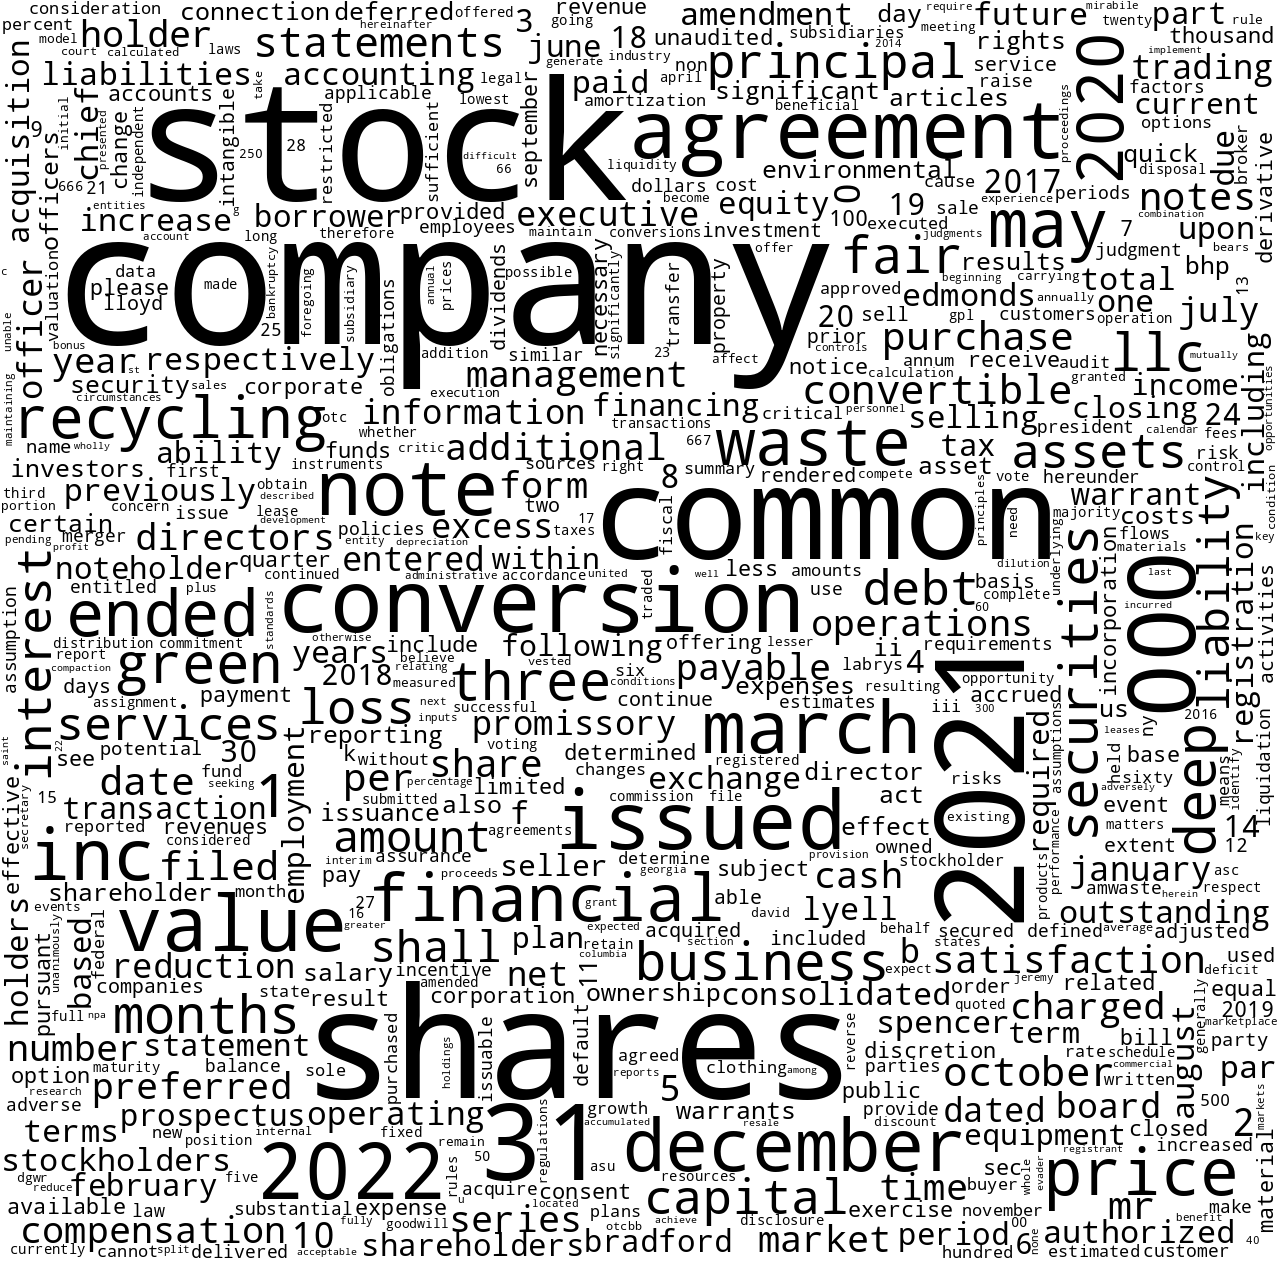 consideration connection deferred offered 3 revenue amendment day require future mirabile part
percent holder hereinafter going subsidiaries meeting twenty rule
model court calculated laws statements june 18 unaudited 2014 rights thousand
liabilities accounting generate industry non principal service implement trading
acquisition accounts take applicable legal paid april significant raise 2020 factors
chief lowest amortization beneficial articles current
9 initial presented change independent intangible 250 28 restricted stock sufficient difficult 66 september agreement proceedings options due broker derivative
666 21 officers entities liquidity environmental quick disposal
increase g borrower provided executive dollars become cost cause 2017 periods notes
account long therefore employees maintain conversions investment equity 0 100 19 executed sale experience combination
c data company offer fair judgments may 7 upon
please made bankruptcy foregoing subsidiary annual prices dividends possible necessary significantly transfer property results judgment bears
lloyd 25 obligations approved beginning carrying total bhp 13
unable officer valuation edmonds annually one
bonus addition similar 23 affect 20 sell gpl customers operation july
year st respectively prior controls purchase llc mutually
security sales management notice annum receive audit
circumstances corporate execution calculation granted income including opportunities
maintaining recycling otc information financing convertible closing 24
name wholly ability whether transactions critical personnel selling president calendar fees
funds critic additional 667 waste tax assets risk
investors first instruments sources right summary rendered compete asset vote hereunder control condition
third previously obtain note form 8 common warrant
portion concern issue described lease two principles need majority costs key
certain development policies excess taxes 17 fiscal flows
pending profit merger directors entity depreciation underlying materials
noteholder quarter entered within dilution securities incorporation 000 last liability registration activities
entitled plus continued administrative accordance united well less amounts basis
assumption interest ended standards conversion traded use debt 60 complete incurred
distribution commitment otherwise include following offering lesser operations
report compaction green years believe vested six ii requirements
days 2018 relating measured three conditions payable labrys 4 2021 opportunity
assignment payment next successful continue expenses resulting accrued us 2016
services loss inputs promissory estimates iii 300 leases ny
saint 22 see potential 30 reporting voting march required assumptions held base deep means identify liquidation
fund k without share determined registered
date seeking employment per percentage limited changes exchange director risks adversely sixty
effective secretary 15 transaction 1 submitted also f commission file act event
reported revenues issuance issued existing matters 14
considered amount agreements effect performance extent 12
inc filed interim assurance seller determine provision owned stockholder products
pay proceeds georgia subject cash january asc
shareholder month 27 financial grant able amwaste herein respect
holders events value 16 greater david lyell outstanding
unanimously federal expected acquired behalf secured defined average adjusted
pursuant based shall plan retain section included b states
reduction salary incentive columbia business expect satisfaction used
companies state amended net 11 jeremy related deficit
full npa result corporation ownership consolidated order equal
months quoted charged generally 2019
number statement purchased shares issuable default reverse spencer term bill marketplace
maturity balance holdings agreed discretion rate schedule party
option sole reports clothing among parties commercial
research preferred 5 october written august par
adverse prospectus operating regulations growth warrants public provide dated board 500 markets
terms new position internal fixed accumulated resale discount closed 2
stockholders 2022 remain 31 december equipment increased material
dgwr 50 asu registrant
reduce february five rules acquire consent resources sec whole evader price
available law substantial expense u located capital time buyer mr make
fully goodwill series plans achieve disclosure exercise november 00 benefit
compensation 10 otcbb market period authorized
currently cannot split delivered acceptable shareholders bradford hundred 6 none estimated customer 40